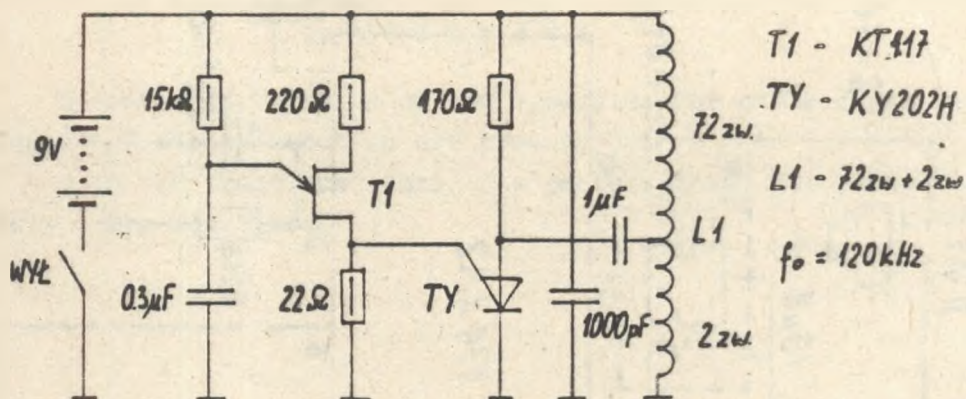 T1 - KT117
15kΩ
220Ω
470Ω
TY - KY202H
72zw.
9V
T1
1µF
L1 - 72zw + 2zw
L1
WYŁ
0.3µF
22Ω
TY
1000pF
2zw.
f₀ = 120kHz